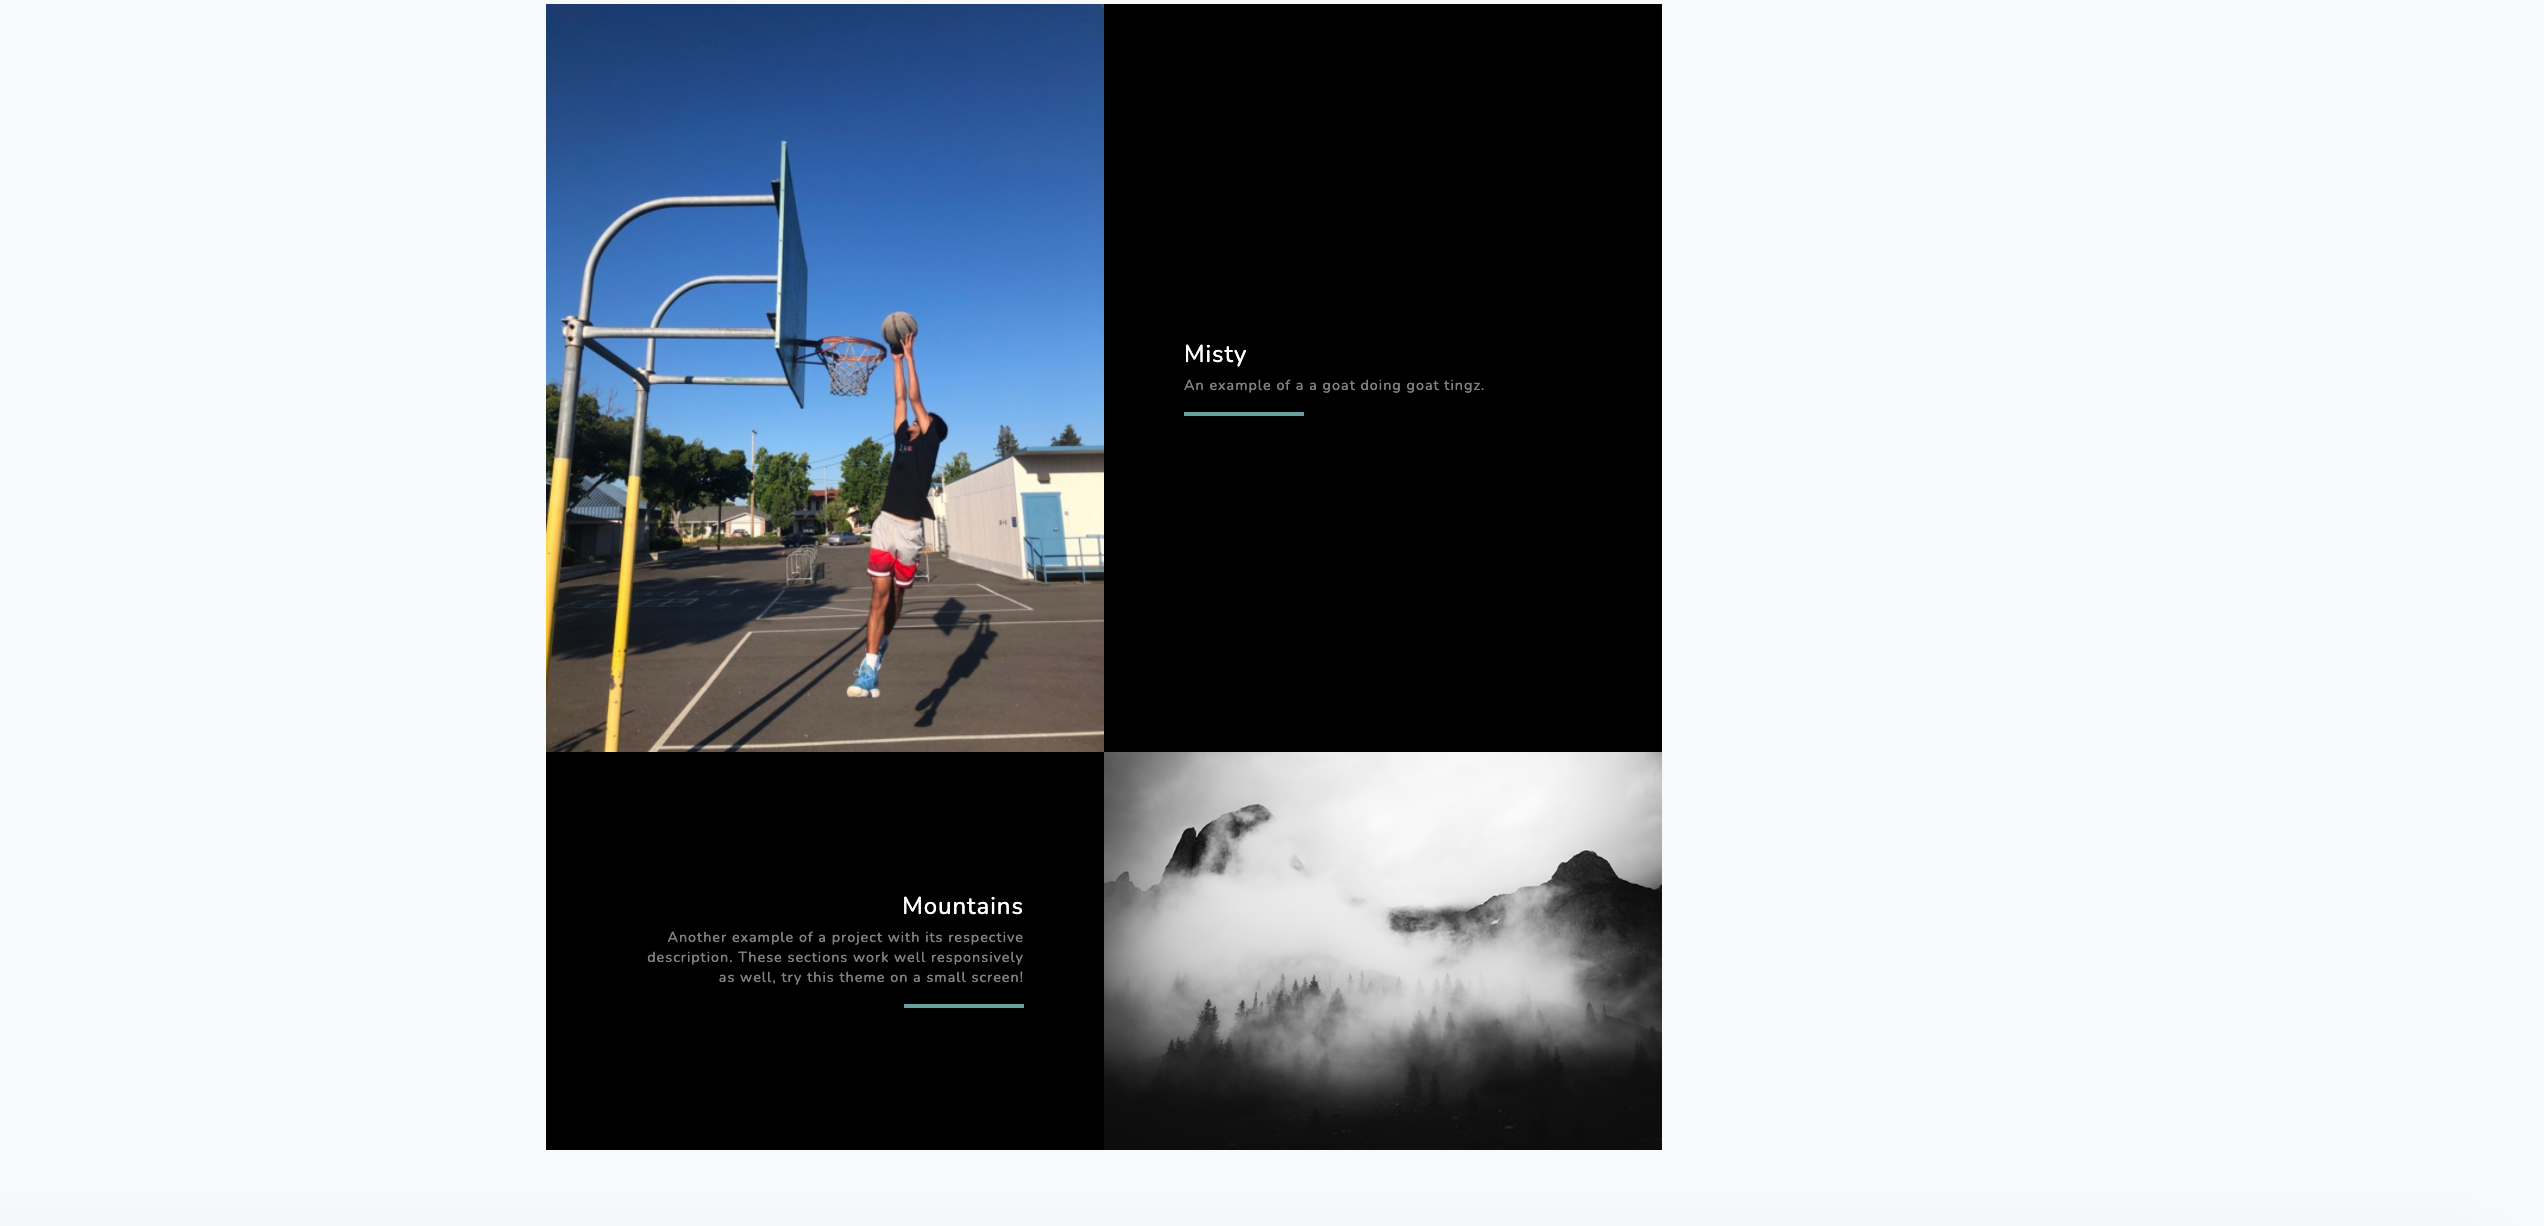 Misty
An example of a a goat doing goat tingz.
Mountains
Another example of a project with its respective
description. These sections work well responsively
as well, try this theme on a small screen!